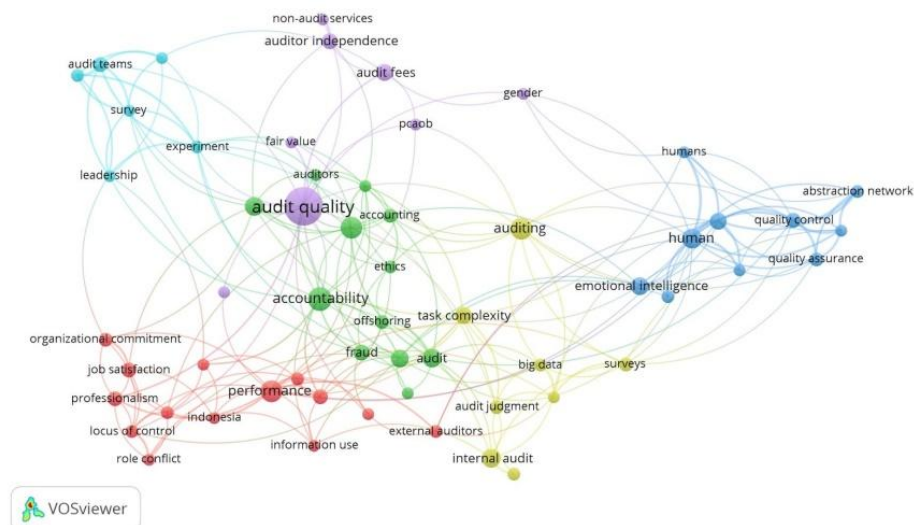 non-audit services
auditor independence
audit teams
audit fees
gender
survey
pcaob
fair value
experiment
humans
leadership
auditors
abstraction network
audit quality
accounting
quality control
auditing
human
ethics
quality assurance
emotional intelligence
accountability
offshoring
task complexity
organizational commitment
fraud
audit
big data
surveys
job satisfaction
performance
professionalism
audit judgment
indonesia
locus of control
external auditors
information use
role conflict
internal audit
VOSviewer